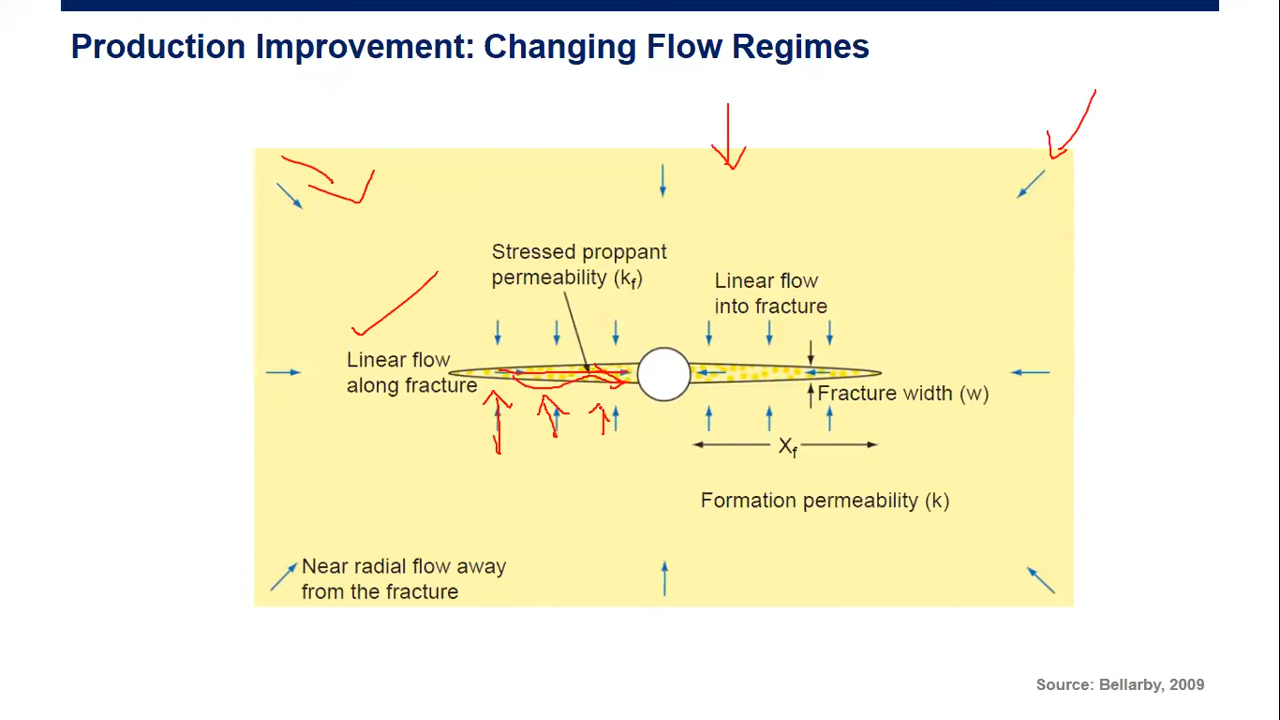 Production Improvement: Changing Flow Regimes
Stressed proppant
permeability (kf)
Linear flow
into fracture
Linear flow
along fracture
Fracture width (w)
Xf
Formation permeability (k)
Near radial flow away
from the fracture
Source: Bellarby, 2009